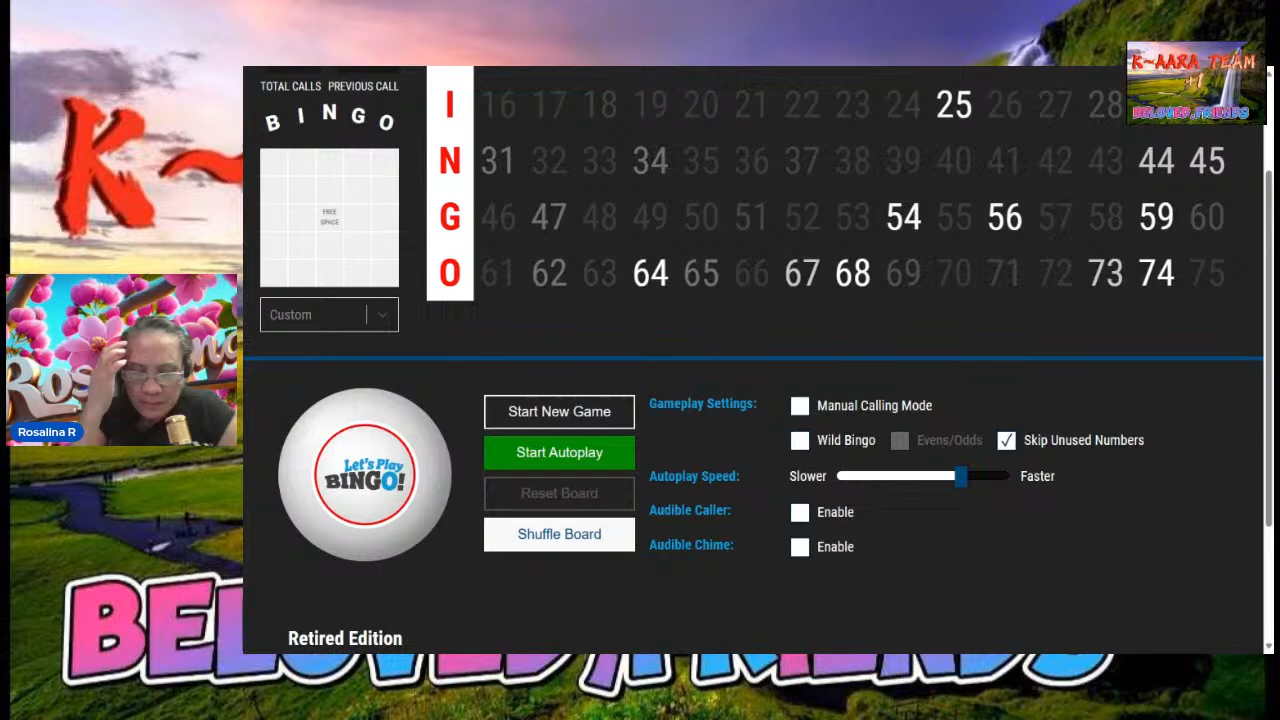 K~AARA TEAM
+1
BELOVED,FRIENDS
K~
TOTAL CALLS PREVIOUS CALL
B I N G O
FREE
SPACE
Custom
I 16 17 18 19 20 21 22 23 24 25 26 27 28
N 31 32 33 34 35 36 37 38 39 40 41 42 43 44 45
G 46 47 48 49 50 51 52 53 54 55 56 57 58 59 60
O 61 62 63 64 65 66 67 68 69 70 71 72 73 74 75
Ros
Rosalina R
Let's Play
BINGO!
Start New Game
Start Autoplay
Reset Board
Shuffle Board
Gameplay Settings:
Manual Calling Mode
Wild Bingo Evens/Odds Skip Unused Numbers
Autoplay Speed: Slower Faster
Audible Caller: Enable
Audible Chime: Enable
Retired Edition
BELOVED,FRIENDS